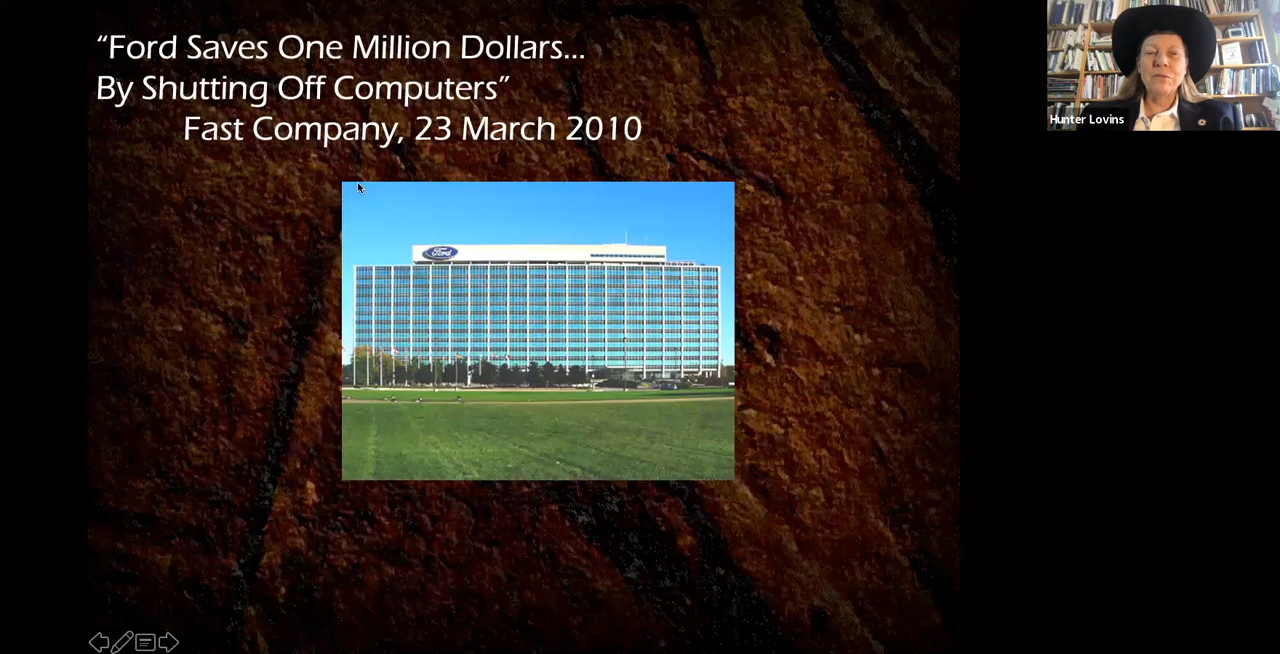 “Ford Saves One Million Dollars...
By Shutting Off Computers”
Fast Company, 23 March 2010
Ford
Hunter Lovins